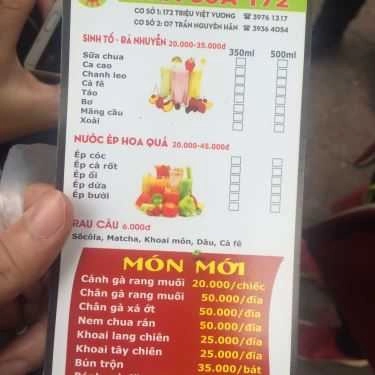 172
CƠ SỞ 1: 172 TRIỆU VIỆT VƯƠNG ☎ 3976 1317
CƠ SỞ 2: 07 TRẦN NGUYÊN HÃN ☎ 3936 4054
SINH TỐ - ĐÁ NHUYỄN 20.000-35.000đ
350ml 500ml
Sữa chua
Ca cao
Chanh leo
Cà fê
Táo
Bơ
Mãng cầu
Xoài
NƯỚC ÉP HOA QUẢ 20.000-45.000đ
Ép cóc
Ép cà rốt
Ép ổi
Ép dứa
Ép bưởi
RAU CÂU 6.000đ
Sôcôla, Matcha, Khoai môn, Dâu, Cà fê
MÓN MỚI
Cánh gà rang muối 20.000/chiếc
Chân gà rang muối 50.000/đĩa
Chân gà xả ớt 50.000/đĩa
Nem chua rán 50.000/đĩa
Khoai lang chiên 25.000/đĩa
Khoai tây chiên 25.000/đĩa
Bún trộn 35.000/bát